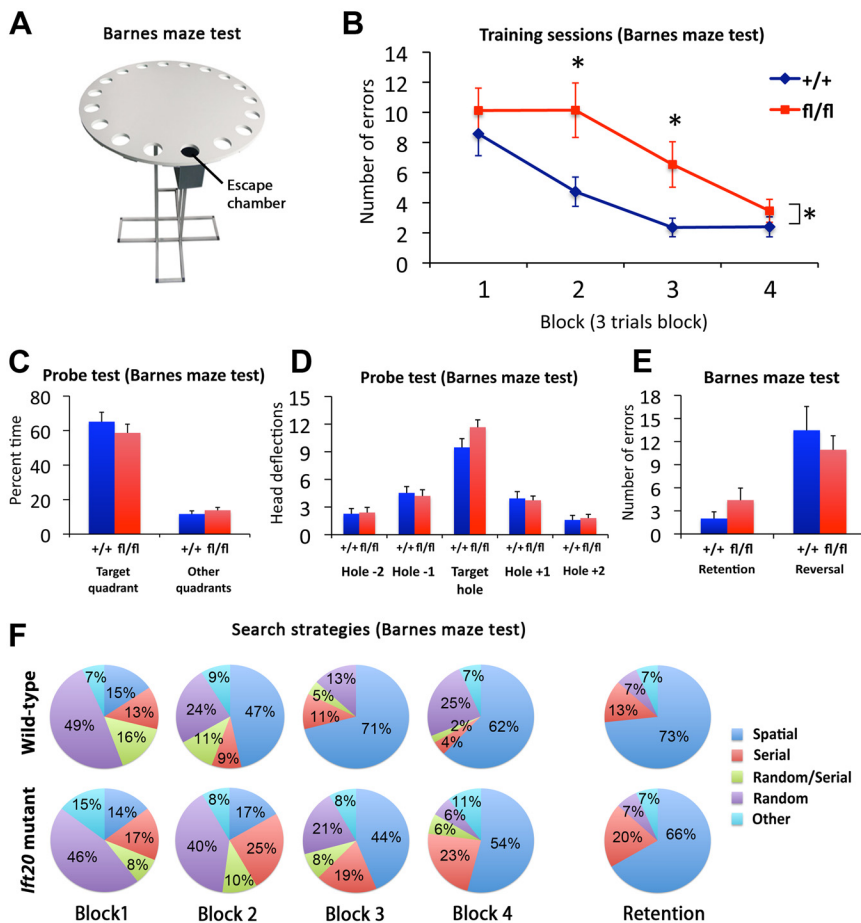 A
Barnes maze test
Escape
chamber
B
Training sessions (Barnes maze test)
Number of errors
14
12
10
8
6
4
2
0
*
*
*
+/+
fl/fl
1 2 3 4
Block (3 trials block)
C
Probe test (Barnes maze test)
Percent time
80
60
40
20
0
+/+ fl/fl +/+ fl/fl
Target
quadrant
Other
quadrants
D
Probe test (Barnes maze test)
Head deflections
15
12
9
6
3
0
+/+ fl/fl +/+ fl/fl +/+ fl/fl +/+ fl/fl +/+ fl/fl
Hole -2 Hole -1 Target Hole +1 Hole +2
hole
E
Barnes maze test
Number of errors
18
15
12
9
6
3
0
+/+ fl/fl +/+ fl/fl
Retention Reversal
F
Search strategies (Barnes maze test)
Wild-type
7% 15% 13% 16% 49%
9% 47% 9% 11% 24%
13% 5% 11% 71%
7% 25% 2% 4% 62%
7% 7% 13% 73%
Ift20 mutant
15% 14% 17% 8% 46%
8% 17% 25% 10% 40%
8% 21% 8% 19% 44%
11% 6% 6% 23% 54%
7% 7% 20% 66%
Spatial
Serial
Random/Serial
Random
Other
Block1 Block 2 Block 3 Block 4 Retention